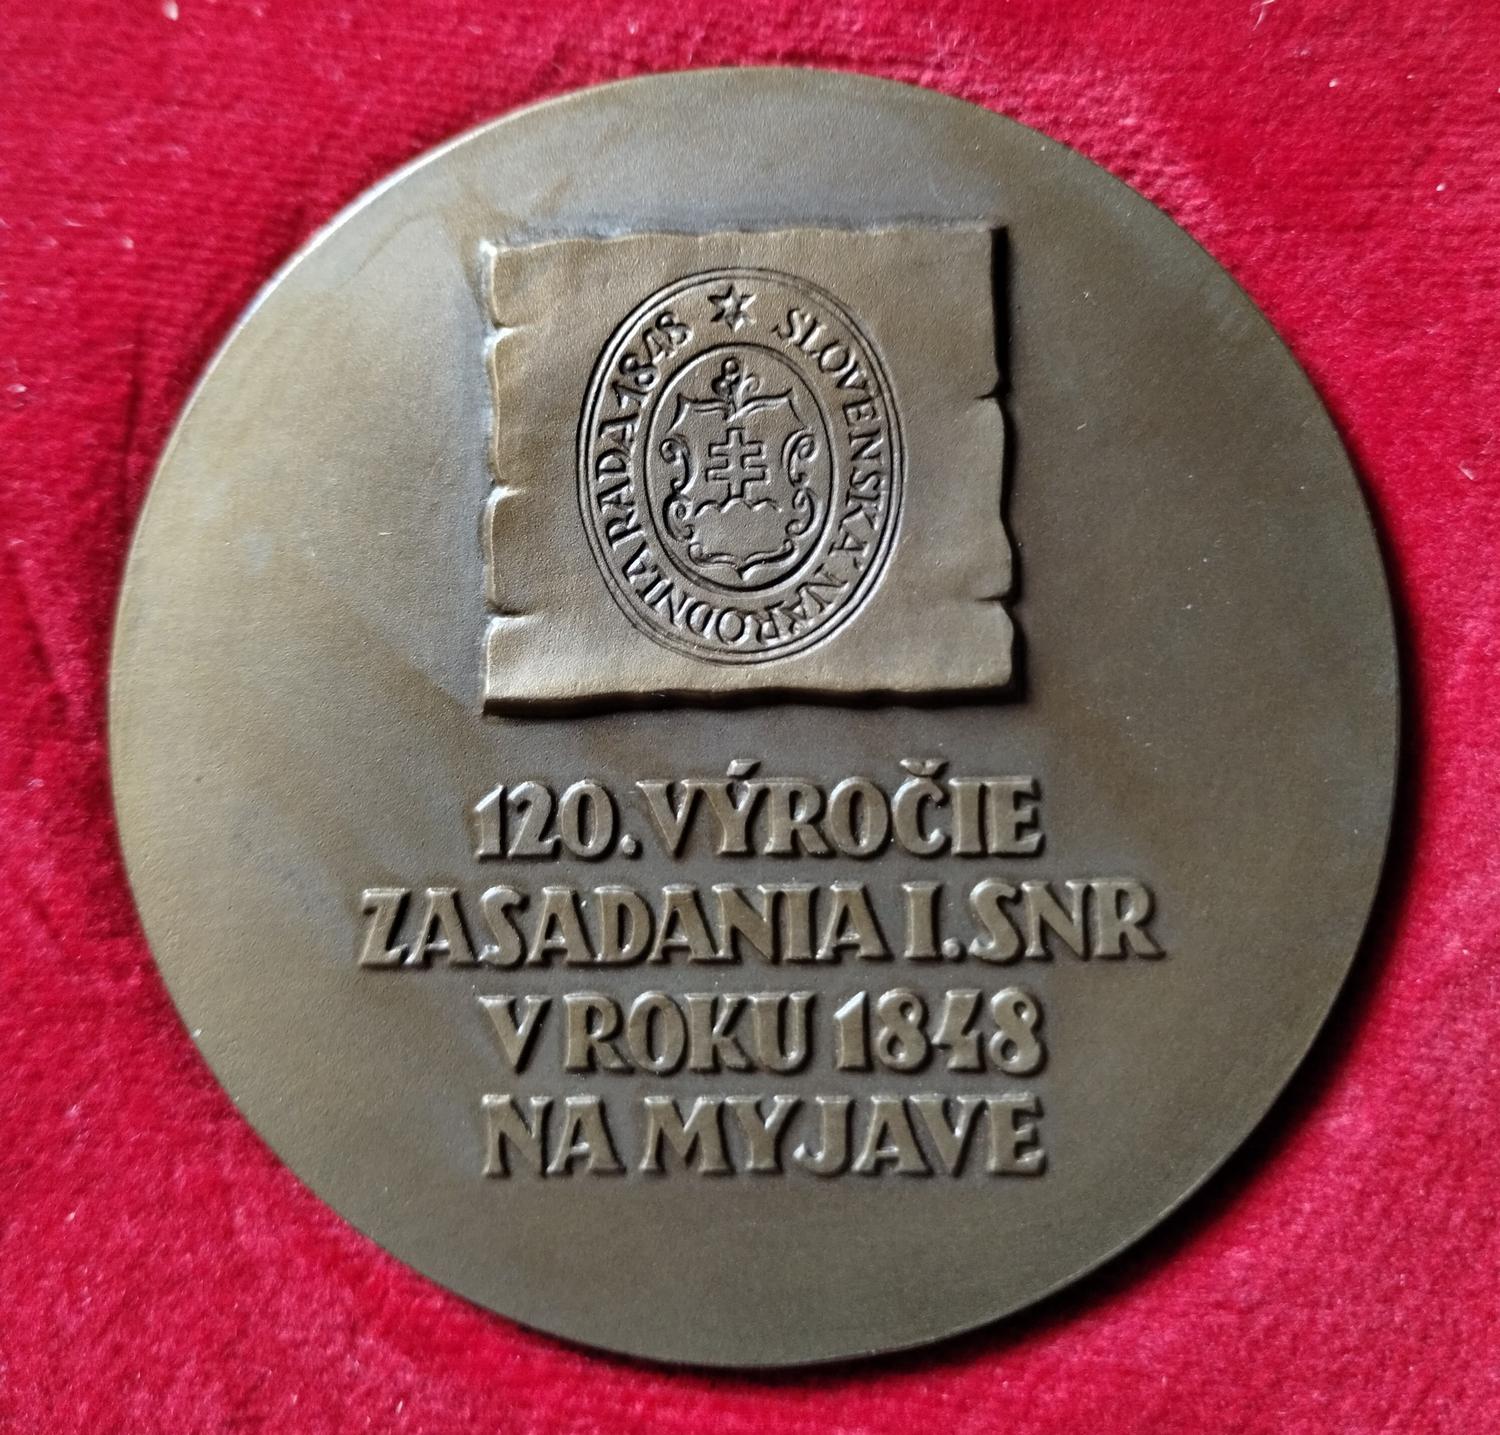 SLOVENSKÁ NÁRODNIA RADA 1848
120. VÝROČIE
ZASADANIA I. SNR
V ROKU 1848
NA MYJAVE